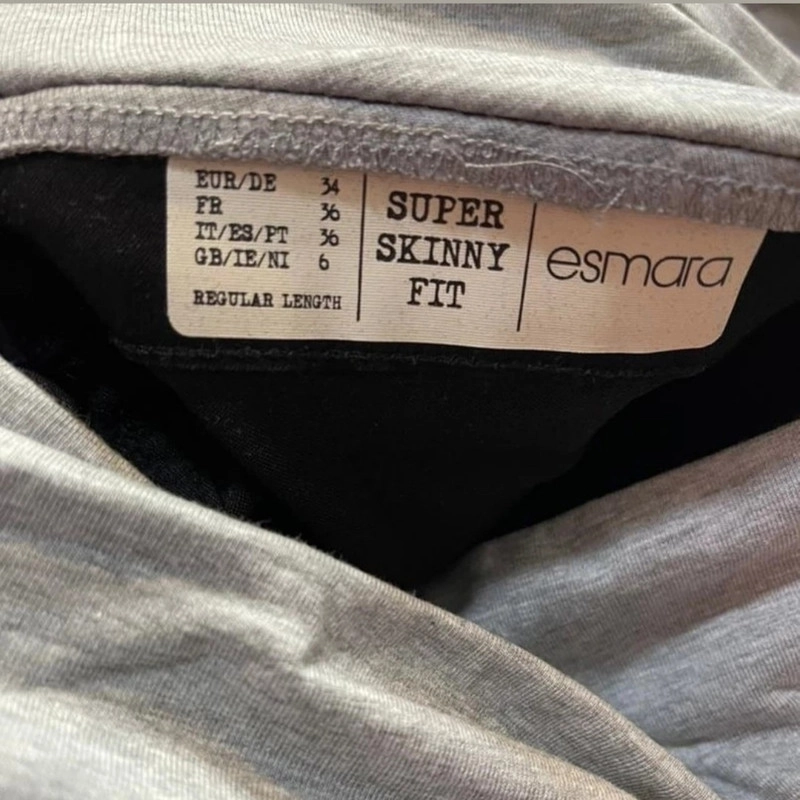 EUR/DE 34
FR 36
IT/ES/PT 36
GB/IE/NI 6
REGULAR LENGTH
SUPER
SKINNY
FIT
esmara